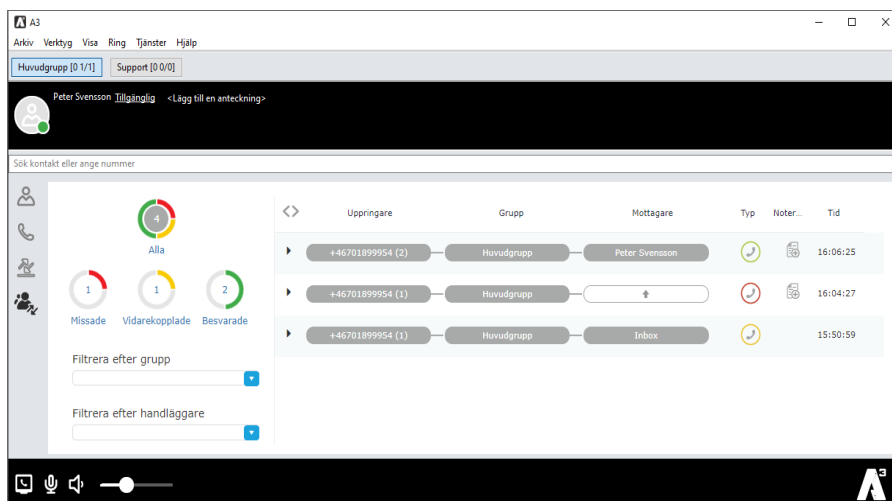 A3
Arkiv Verktyg Visa Ring Tjänster Hjälp
Huvudgrupp [0 1/1] Support [0 0/0]
Peter Svensson Tillgänglig <Lägg till en anteckning>
Sök kontakt eller ange nummer
4
Alla
1 1 2
Missade Vidarekopplade Besvarade
Filtrera efter grupp
Filtrera efter handläggare
Uppringare Grupp Mottagare Typ Noter... Tid
+46701899954 (2) Huvudgrupp Peter Svensson 16:06:25
+46701899954 (1) Huvudgrupp 16:04:27
+46701899954 (1) Huvudgrupp Inbox 15:50:59
A3